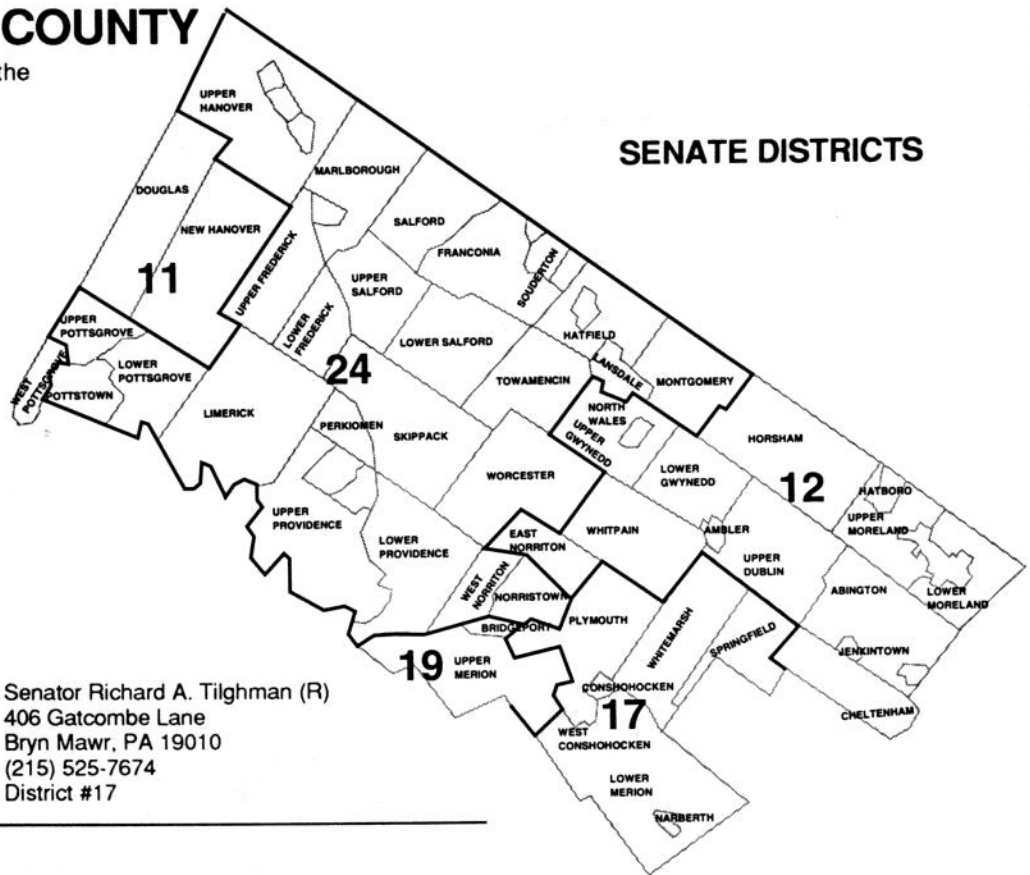 COUNTY
the
SENATE DISTRICTS
UPPER
HANOVER
MARLBOROUGH
DOUGLAS
NEW HANOVER
SALFORD
FRANCONIA
SOUDERTON
11
UPPER FREDERICK
UPPER
SALFORD
LOWER
FREDERICK
LOWER SALFORD
HATFIELD
LANSDALE
MONTGOMERY
UPPER
POTTSGROVE
WEST
POTTSGROVE
LOWER
POTTSGROVE
POTTSTOWN
24
TOWAMENCIN
LIMERICK
PERKIOMEN
SKIPPACK
NORTH
WALES
UPPER
GWYNEDD
HORSHAM
WORCESTER
LOWER
GWYNEDD
12
HATBORO
UPPER
MORELAND
UPPER
PROVIDENCE
LOWER
PROVIDENCE
EAST
NORRITON
WHITPAIN
AMBLER
UPPER
DUBLIN
ABINGTON
LOWER
MORELAND
WEST
NORRITON
NORRISTOWN
BRIDGEPORT
PLYMOUTH
WHITEMARSH
SPRINGFIELD
JENKINTOWN
19
UPPER
MERION
CONSHOHOCKEN
17
CHELTENHAM
WEST
CONSHOHOCKEN
LOWER
MERION
NARBERTH
Senator Richard A. Tilghman (R)
406 Gatcombe Lane
Bryn Mawr, PA 19010
(215) 525-7674
District #17